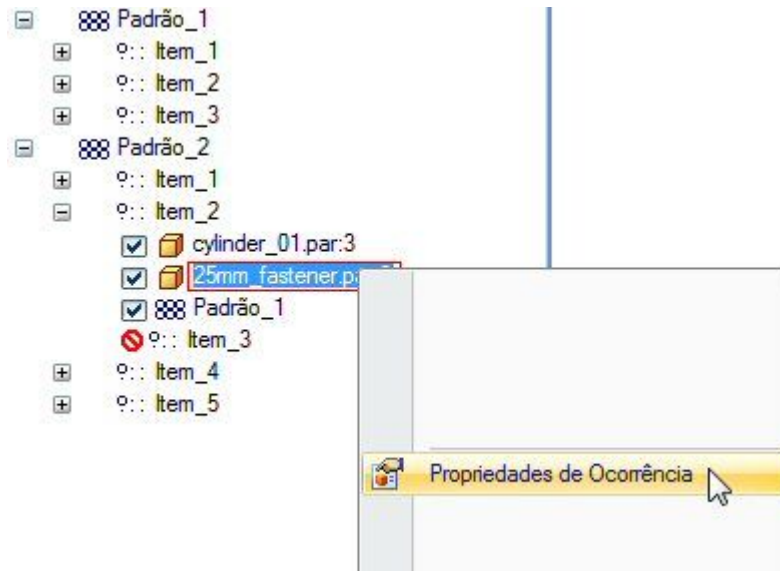 Padrão_1
Item_1
Item_2
Item_3
Padrão_2
Item_1
Item_2
cylinder_01.par:3
25mm_fastener.pa
Padrão_1
Item_3
Item_4
Item_5
Propriedades de Ocorrência